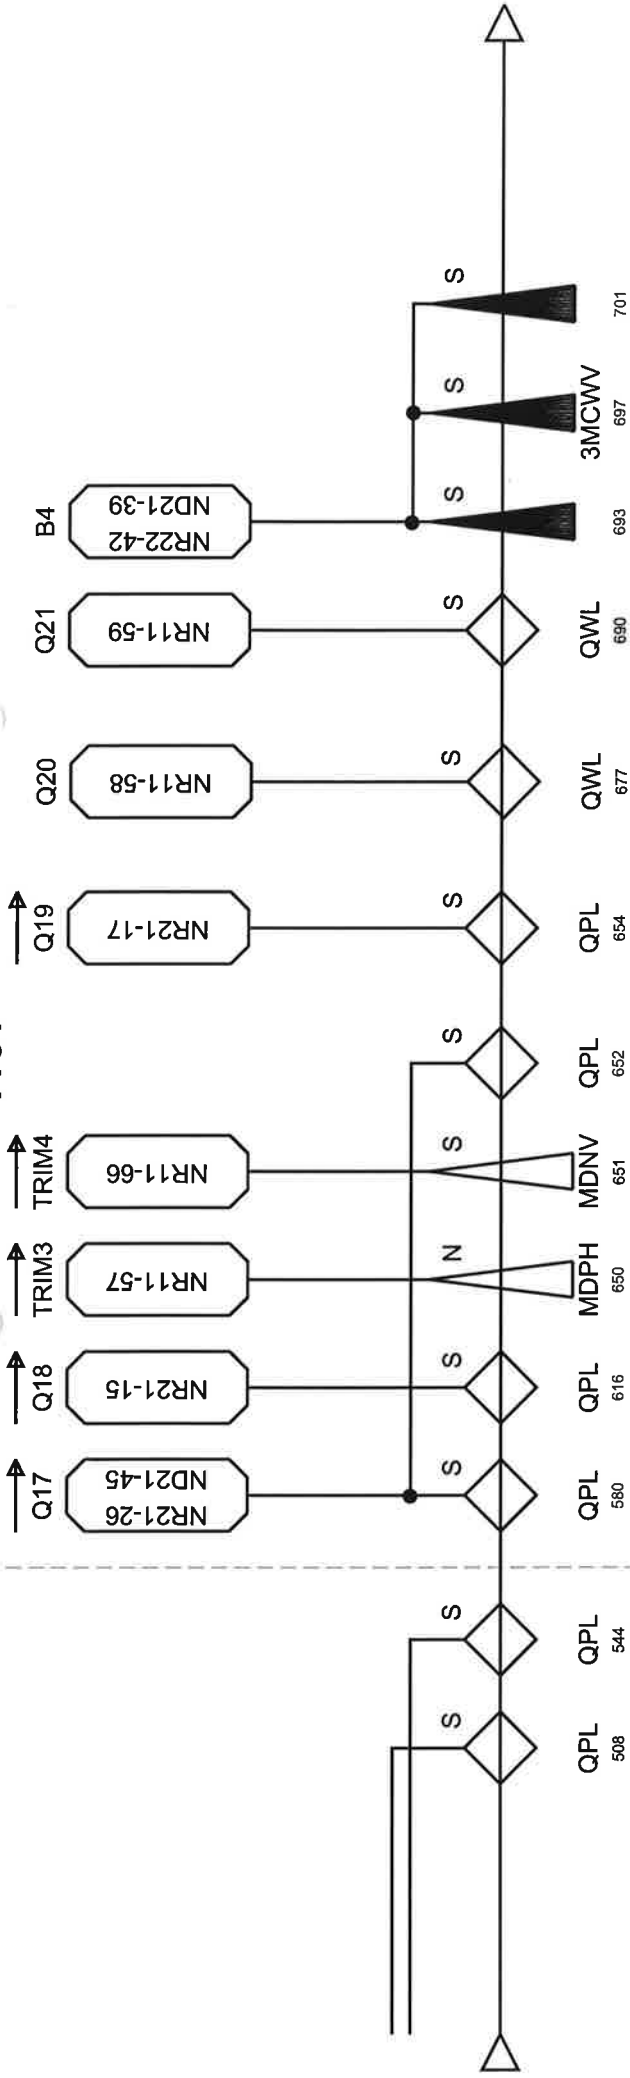 Q17 Q18 TRIM3 TRIM4 Q19 Q20 Q21 B4
NR21-26 ND21-45
NR21-15
NR11-57
NR11-66
NR21-17
NR11-58
NR11-59
NR22-42 ND21-39
S S S S N S S S S S S S S
QPL QPL QPL QPL MDPH MDNV QPL QPL QWL QWL 3MCWV
508 544 580 616 650 651 652 654 677 690 693 697 701